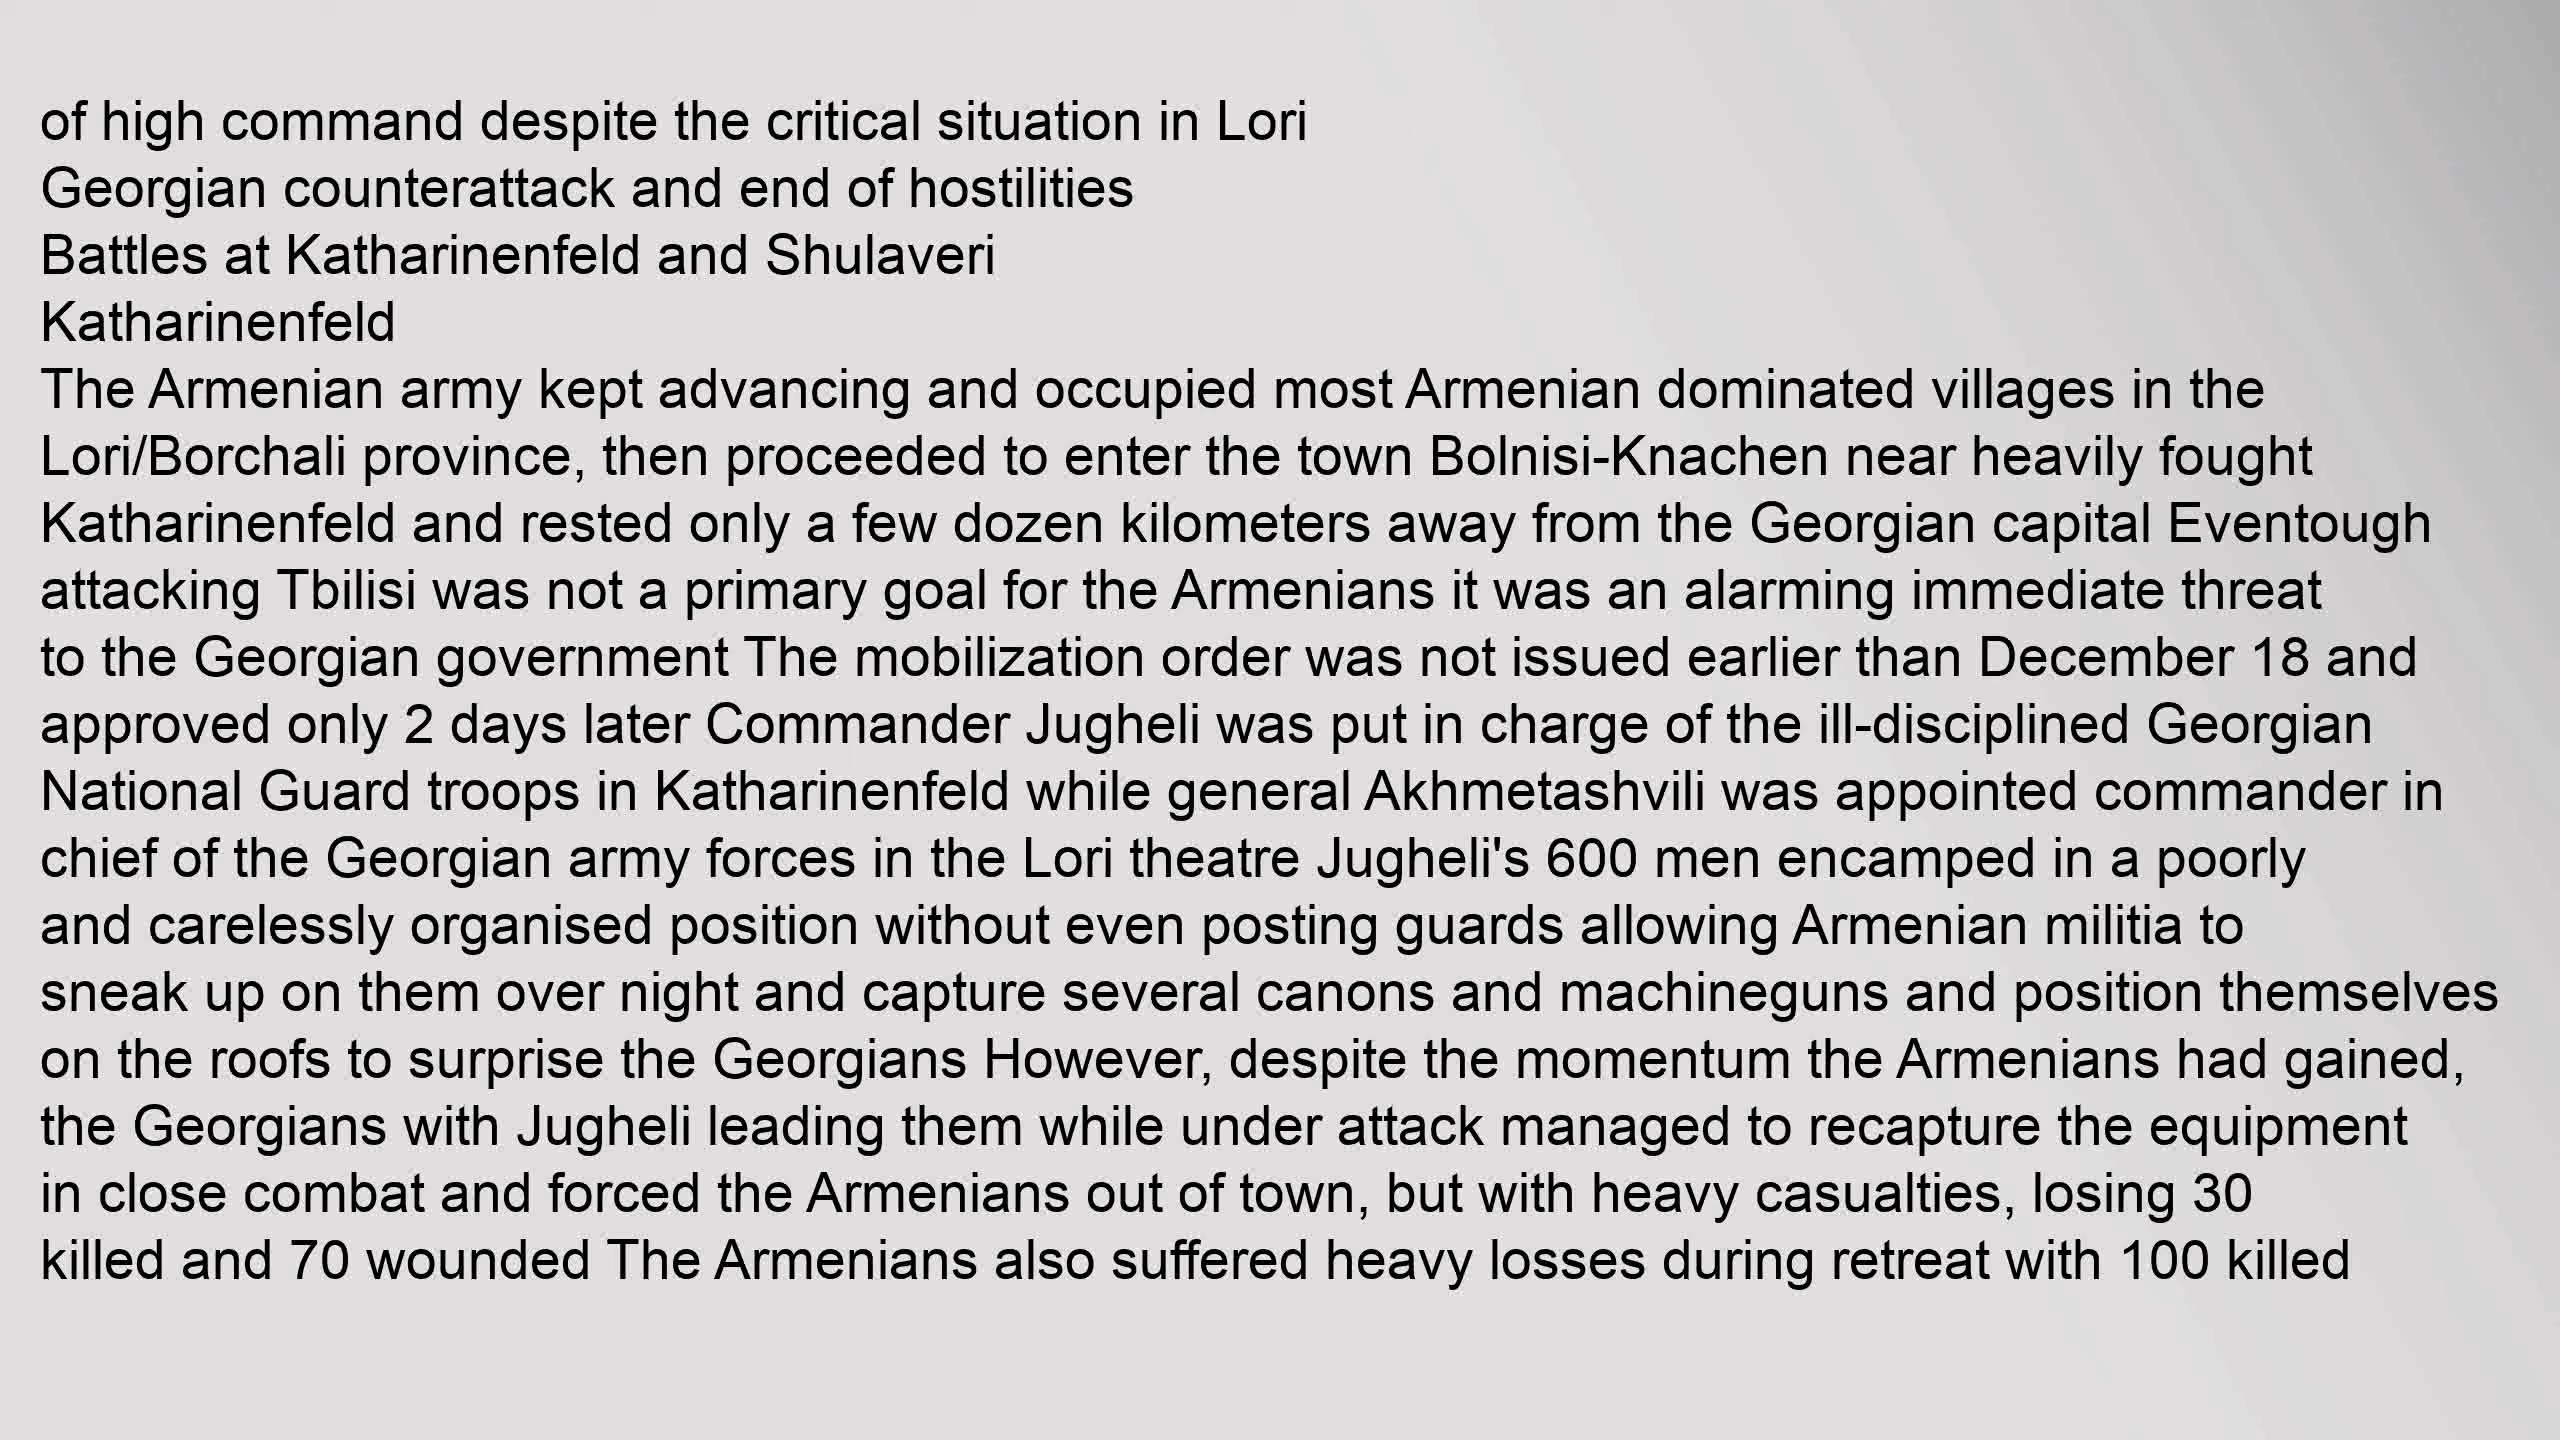 of high command despite the critical situation in Lori
Georgian counterattack and end of hostilities
Battles at Katharinenfeld and Shulaveri
Katharinenfeld
The Armenian army kept advancing and occupied most Armenian dominated villages in the
Lori/Borchali province, then proceeded to enter the town Bolnisi-Knachen near heavily fought
Katharinenfeld and rested only a few dozen kilometers away from the Georgian capital Eventough
attacking Tbilisi was not a primary goal for the Armenians it was an alarming immediate threat
to the Georgian government The mobilization order was not issued earlier than December 18 and
approved only 2 days later Commander Jugheli was put in charge of the ill-disciplined Georgian
National Guard troops in Katharinenfeld while general Akhmetashvili was appointed commander in
chief of the Georgian army forces in the Lori theatre Jugheli's 600 men encamped in a poorly
and carelessly organised position without even posting guards allowing Armenian militia to
sneak up on them over night and capture several canons and machineguns and position themselves
on the roofs to surprise the Georgians However, despite the momentum the Armenians had gained,
the Georgians with Jugheli leading them while under attack managed to recapture the equipment
in close combat and forced the Armenians out of town, but with heavy casualties, losing 30
killed and 70 wounded The Armenians also suffered heavy losses during retreat with 100 killed